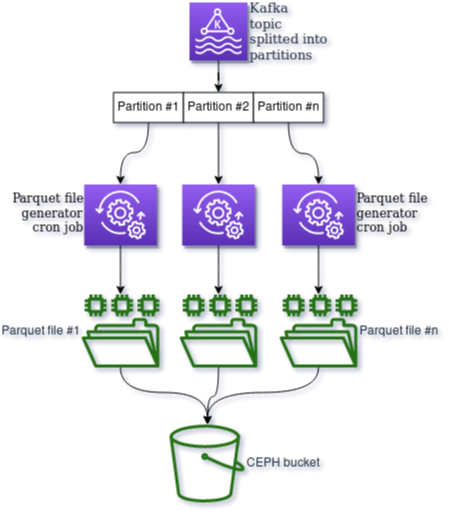 Kafka
topic
splitted into
partitions
Partition #1 Partition #2 Partition #n
Parquet file
generator
cron job
Parquet file
generator
cron job
Parquet file #1
Parquet file #n
CEPH bucket